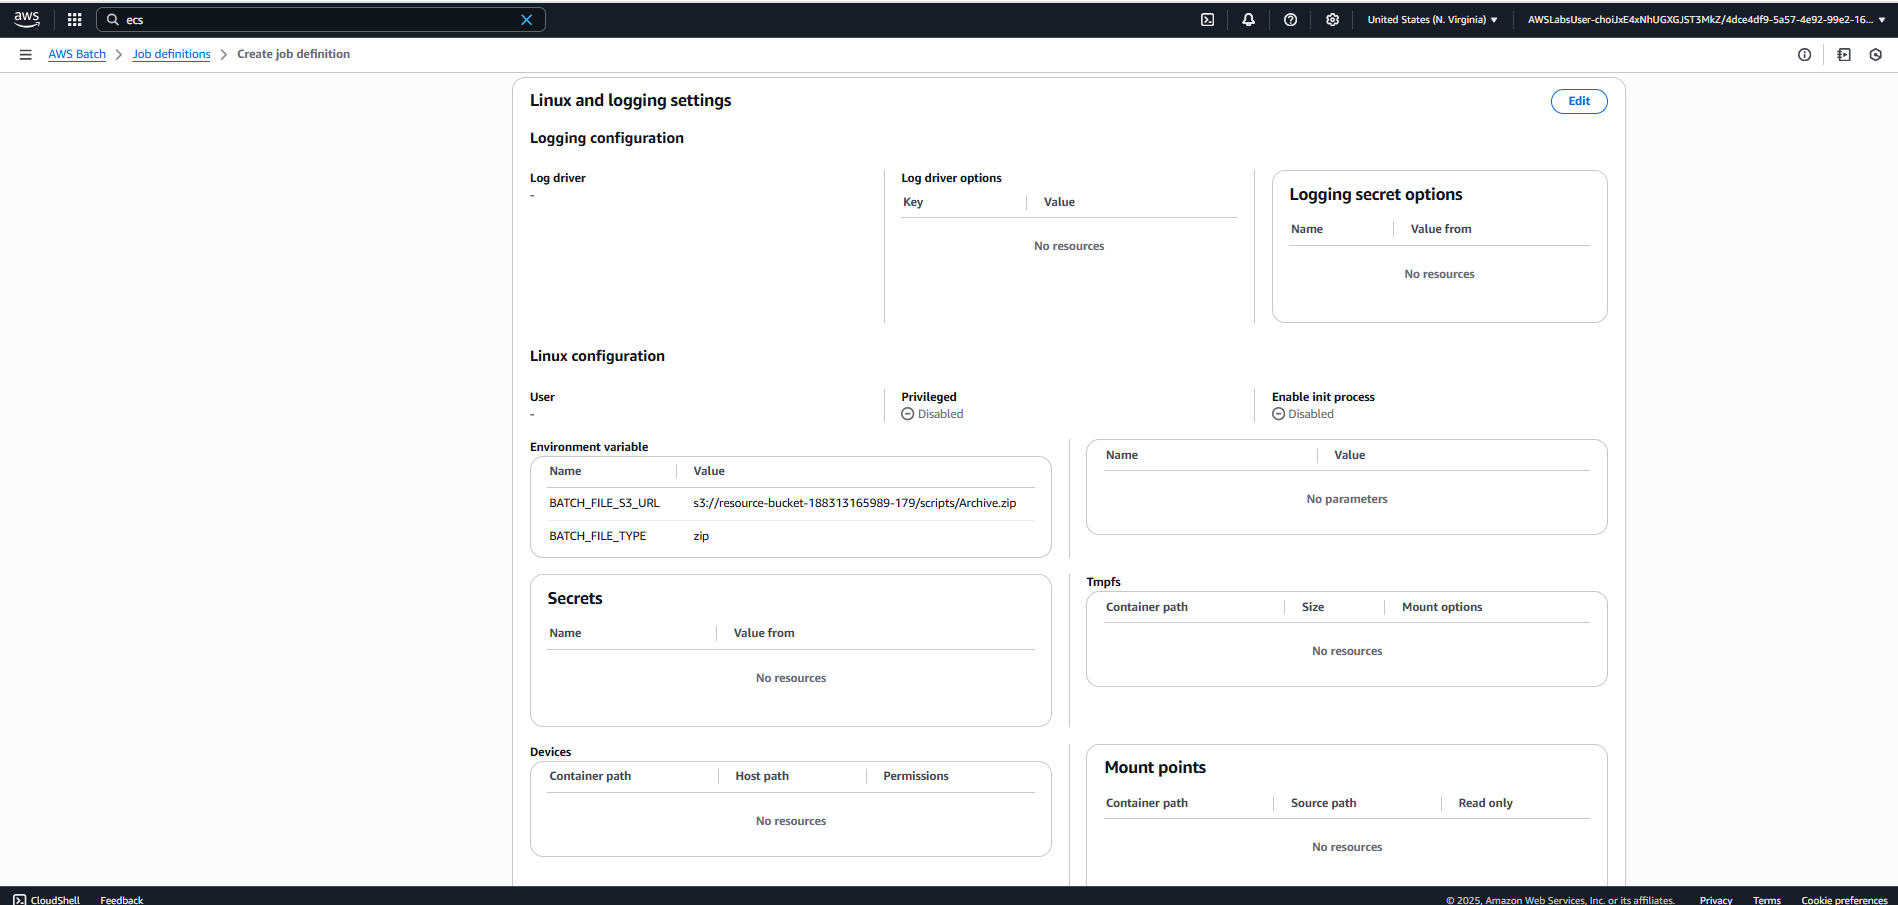 aws
ecs
United States (N. Virginia)
AWSLabsUser-choiJxE4xNhUGXGJST3MkZ/4dce4df9-5a57-4e92-99e2-16...
AWS Batch
Job definitions
Create job definition
Linux and logging settings
Edit
Logging configuration
Log driver
-
Log driver options
Key Value
No resources
Logging secret options
Name Value from
No resources
Linux configuration
User
-
Privileged
Disabled
Enable init process
Disabled
Environment variable
Name Value
BATCH_FILE_S3_URL s3://resource-bucket-188313165989-179/scripts/Archive.zip
BATCH_FILE_TYPE zip
Name Value
No parameters
Secrets
Name Value from
No resources
Tmpfs
Container path Size Mount options
No resources
Devices
Container path Host path Permissions
No resources
Mount points
Container path Source path Read only
No resources
CloudShell Feedback © 2025, Amazon Web Services, Inc. or its affiliates. Privacy Terms Cookie preferences